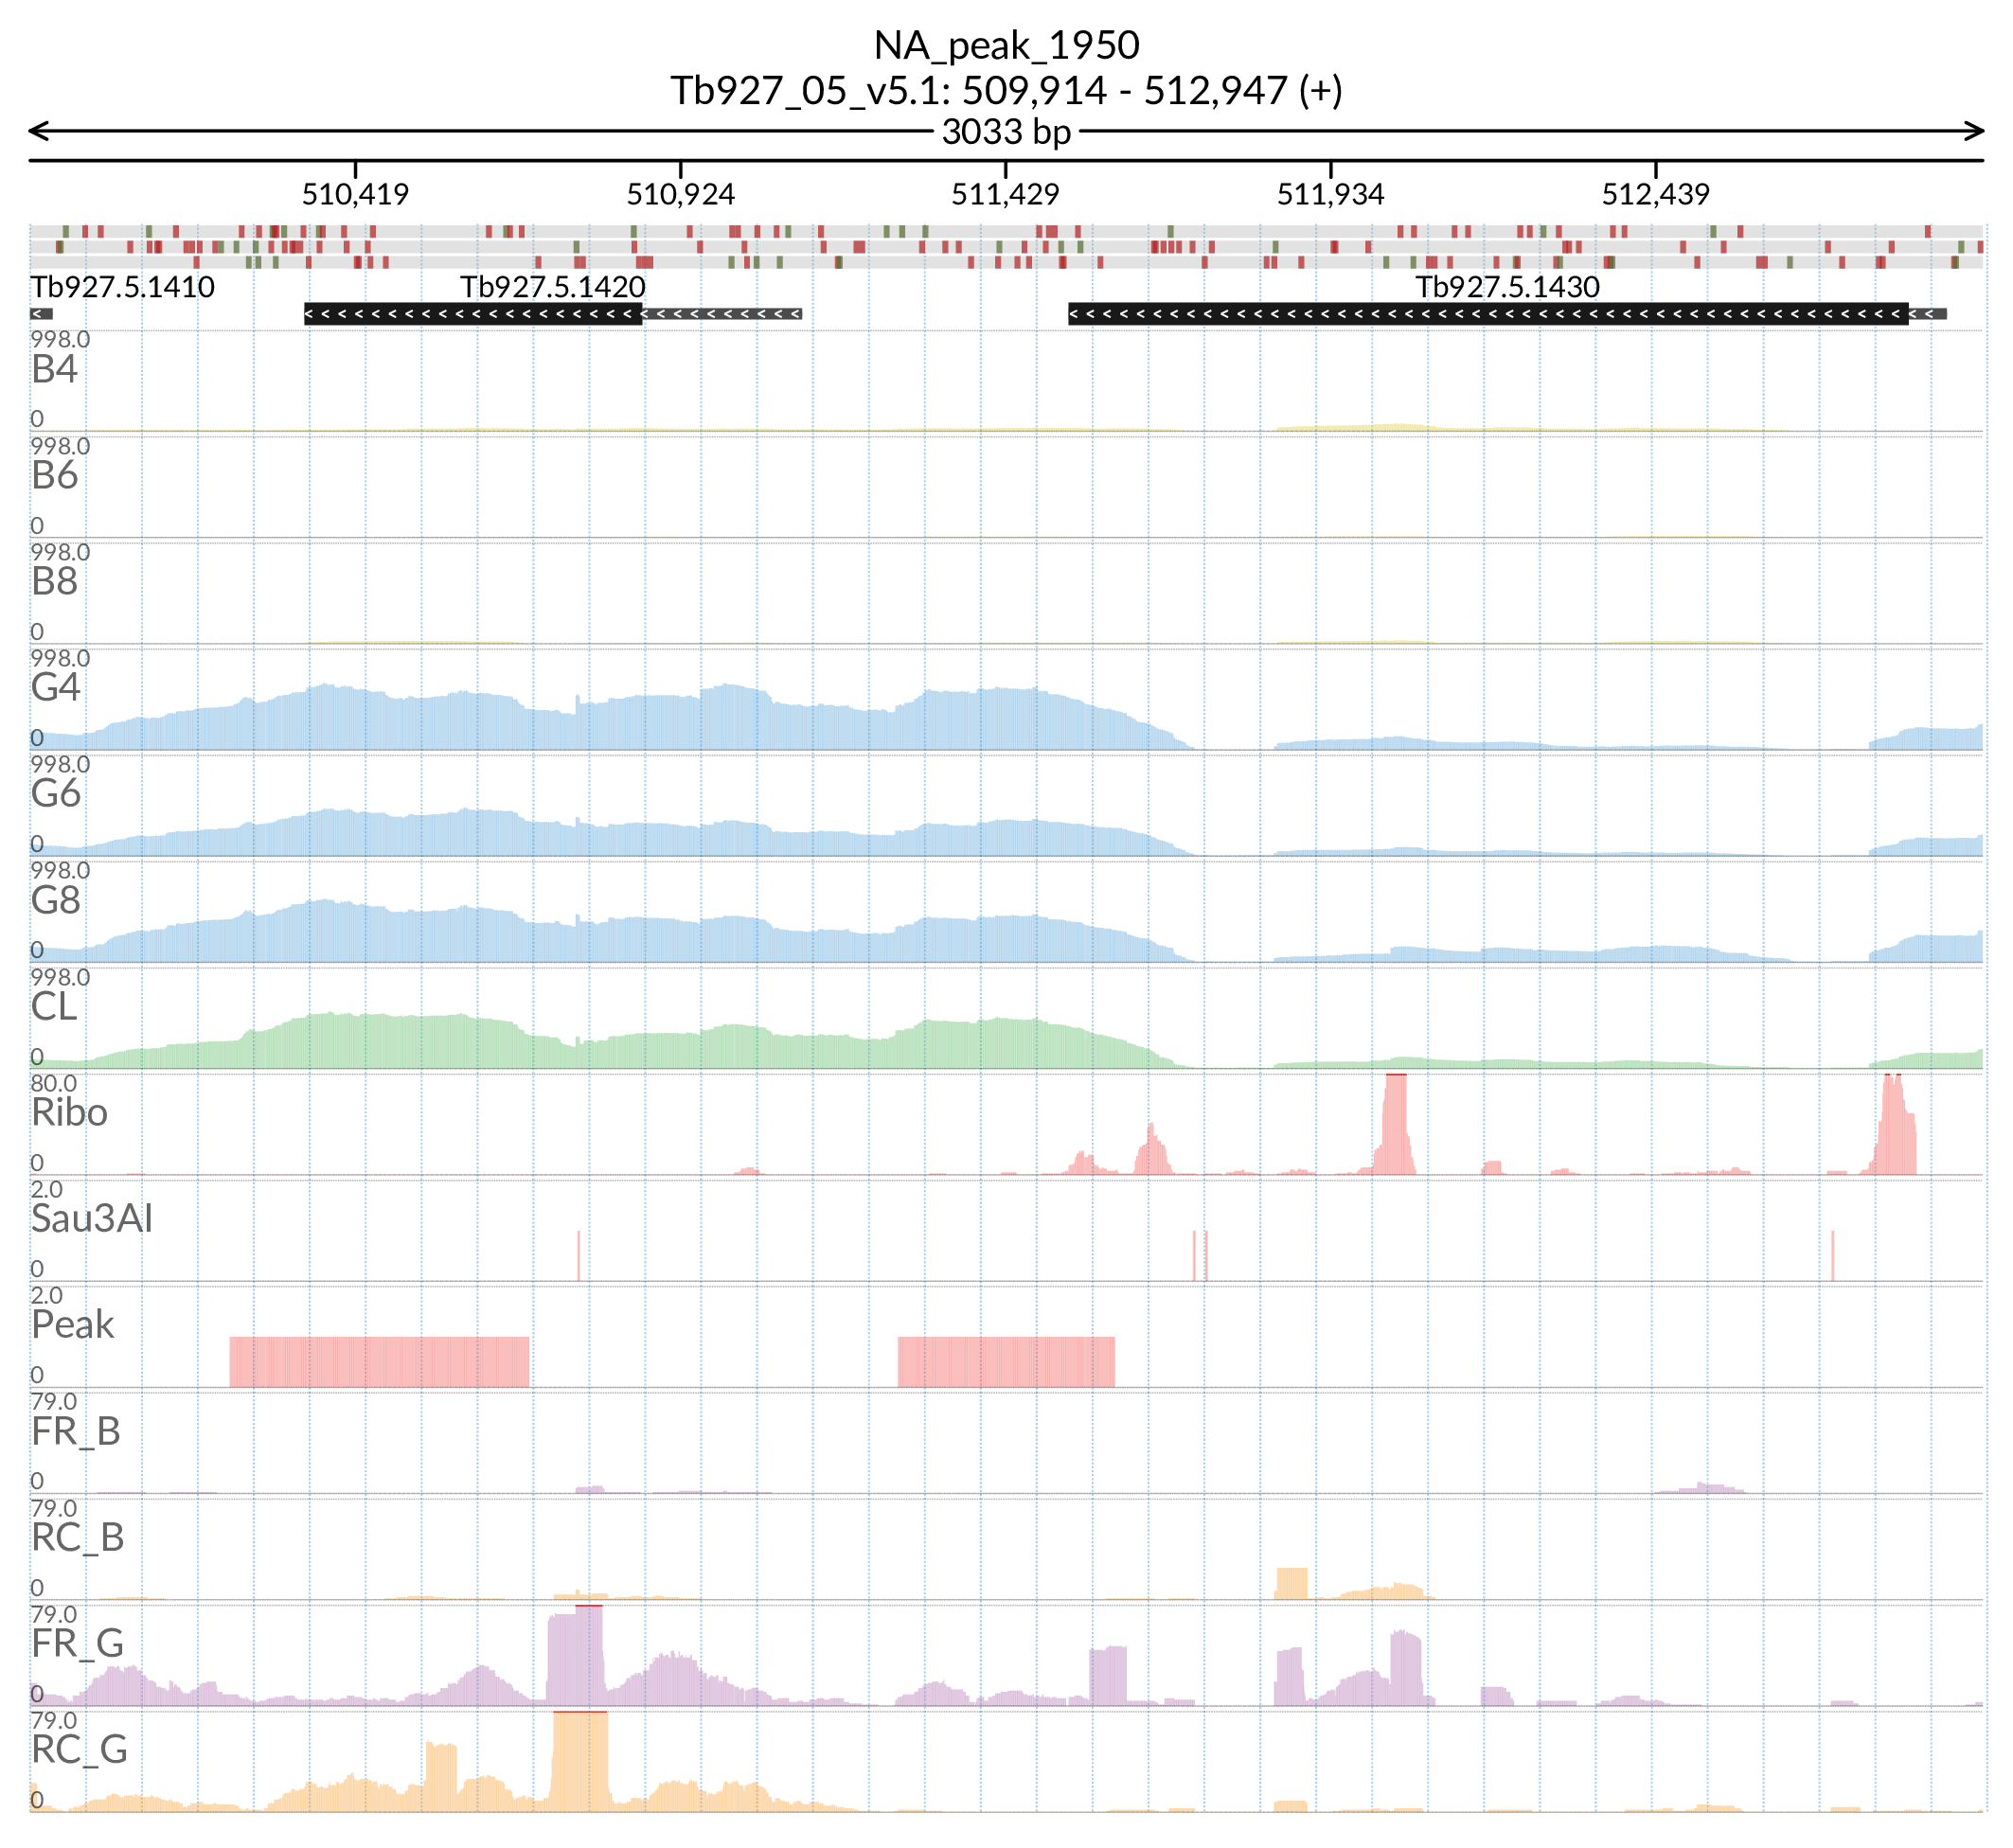 NA_peak_1950
Tb927_05_v5.1: 509,914 - 512,947 (+)
3033 bp
510,419 510,924 511,429 511,934 512,439
Tb927.5.1410 Tb927.5.1420 Tb927.5.1430
998.0
B4
0
998.0
B6
0
998.0
B8
0
998.0
G4
0
998.0
G6
0
998.0
G8
0
998.0
CL
0
80.0
Ribo
0
2.0
Sau3AI
0
2.0
Peak
0
79.0
FR_B
0
79.0
RC_B
0
79.0
FR_G
0
79.0
RC_G
0